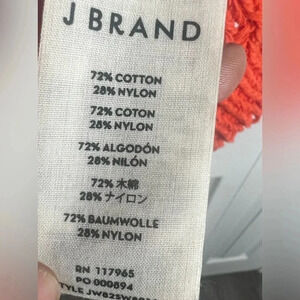 J BRAND
72% COTTON
28% NYLON
72% COTON
28% NYLON
72% ALGODÓN
28% NILÓN
72% 木綿
28% ナイロン
72% BAUMWOLLE
28% NYLON
RN 117965
PO 000894